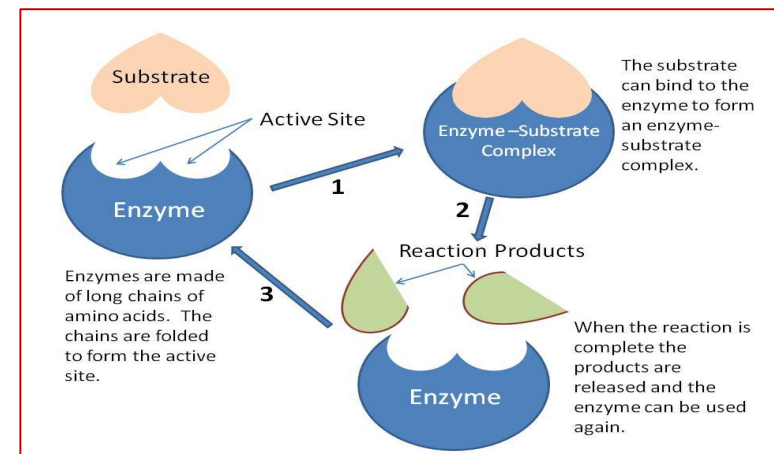 Substrate
Active Site
Enzyme
1
Enzyme –Substrate
Complex
The substrate
can bind to the
enzyme to form
an enzyme-
substrate
complex.
2
Reaction Products
3
Enzymes are made
of long chains of
amino acids. The
chains are folded
to form the active
site.
Enzyme
When the reaction is
complete the
products are
released and the
enzyme can be used
again.